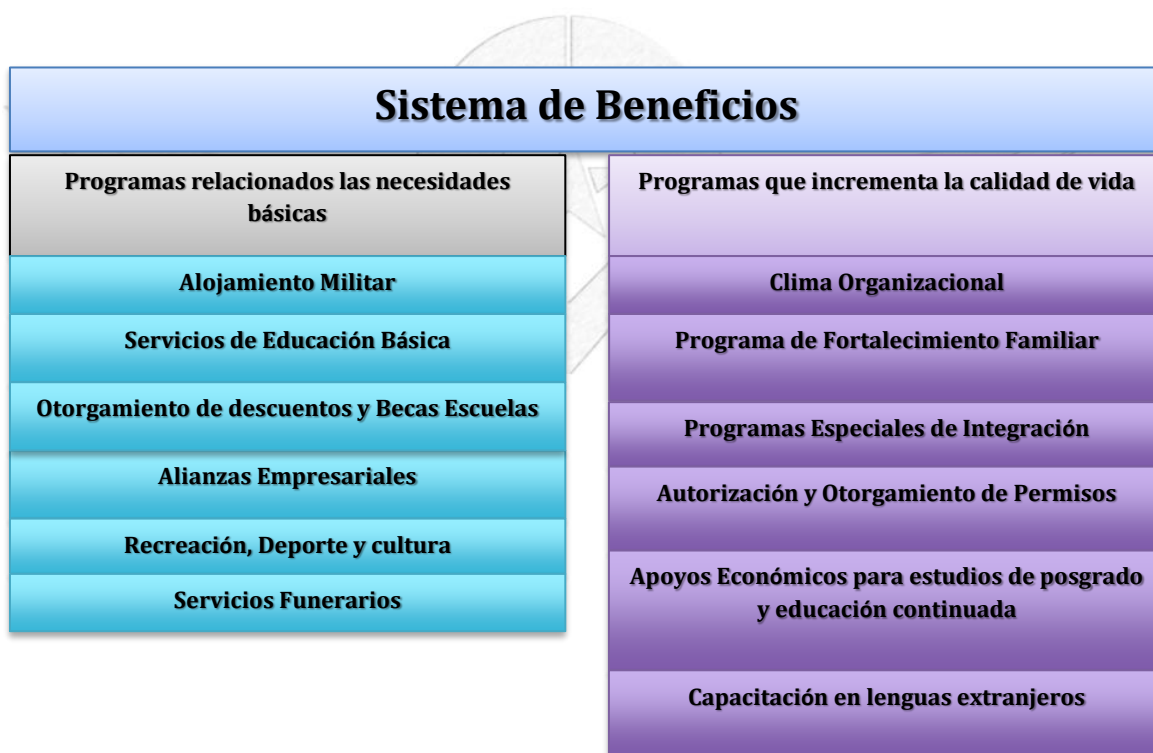 Sistema de Beneficios
Programas relacionados las necesidades
básicas
Alojamiento Militar
Servicios de Educación Básica
Otorgamiento de descuentos y Becas Escuelas
Alianzas Empresariales
Recreación, Deporte y cultura
Servicios Funerarios
Programas que incrementa la calidad de vida
Clima Organizacional
Programa de Fortalecimiento Familiar
Programas Especiales de Integración
Autorización y Otorgamiento de Permisos
Apoyos Económicos para estudios de posgrado
y educación continuada
Capacitación en lenguas extranjeros